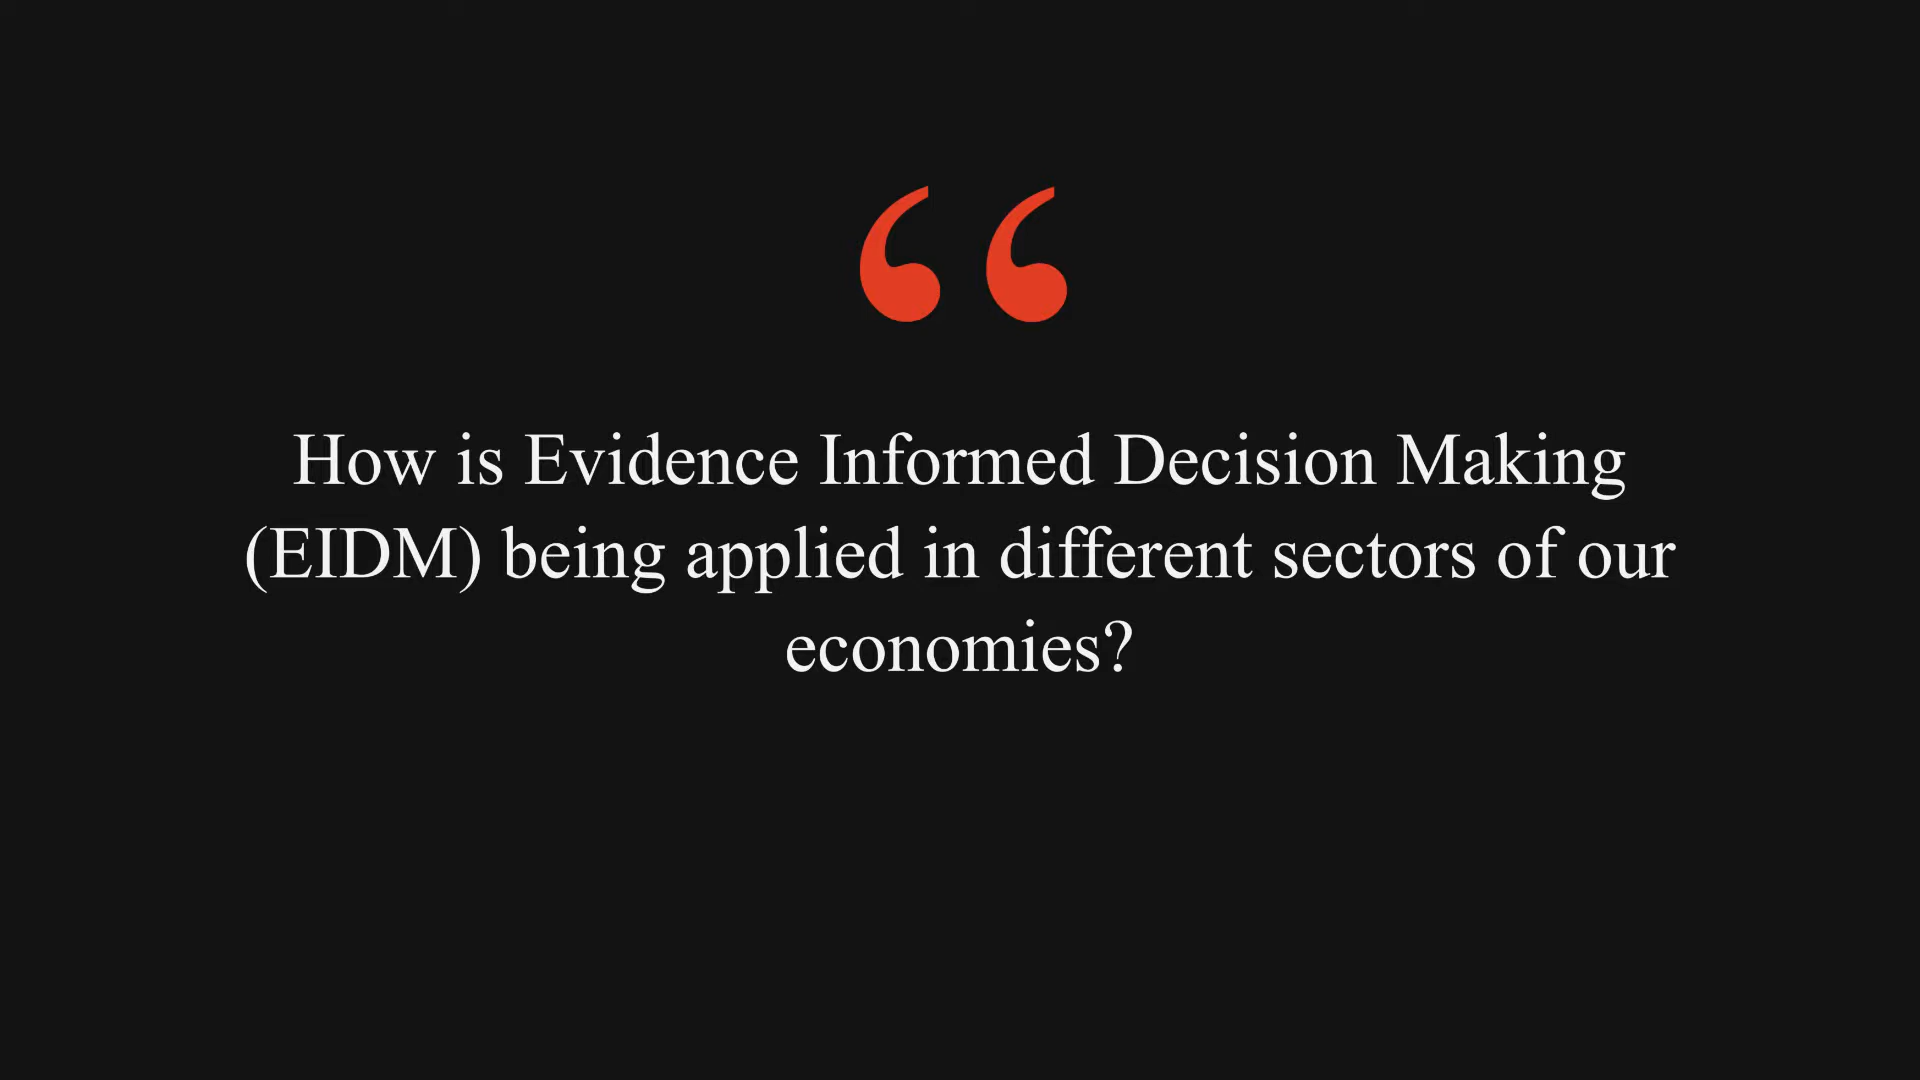 “
How is Evidence Informed Decision Making
(EIDM) being applied in different sectors of our
economies?